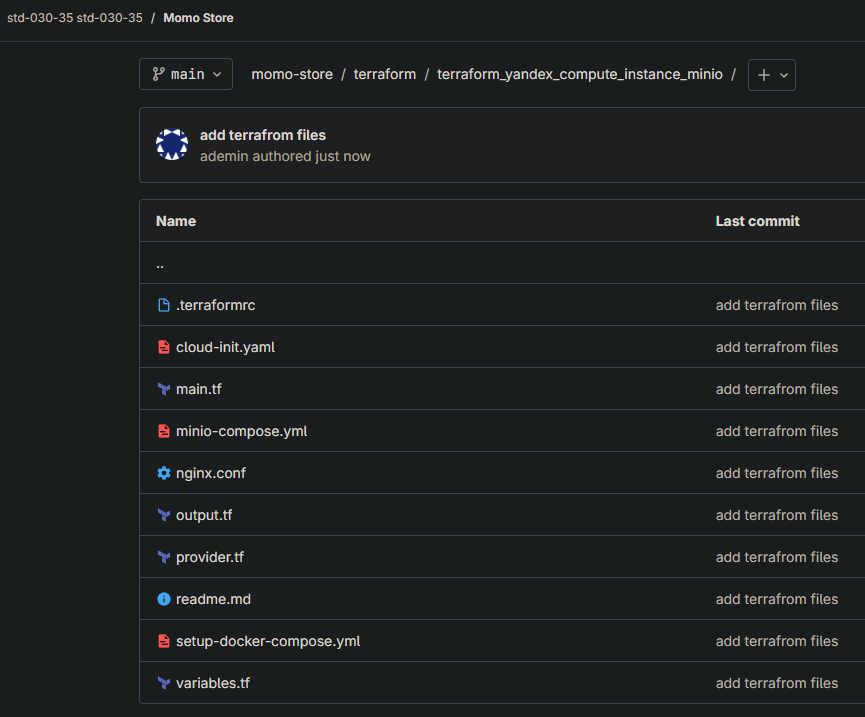 std-030-35 std-030-35 / Momo Store
main momo-store / terraform / terraform_yandex_compute_instance_minio / +
add terrafrom files
ademin authored just now
Name Last commit
..
.terraformrc add terrafrom files
cloud-init.yaml add terrafrom files
main.tf add terrafrom files
minio-compose.yml add terrafrom files
nginx.conf add terrafrom files
output.tf add terrafrom files
provider.tf add terrafrom files
readme.md add terrafrom files
setup-docker-compose.yml add terrafrom files
variables.tf add terrafrom files